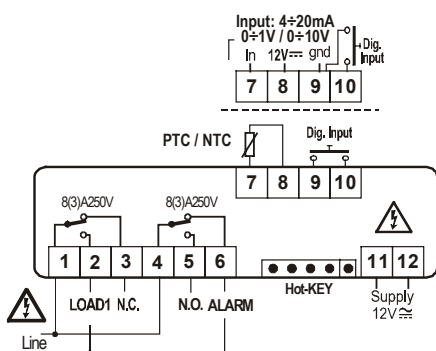 Input: 4÷20mA
0÷1V / 0÷10V
Dig.
Input
In 12V⎓ gnd
7 8 9 10
PTC / NTC
Dig. Input
7 8 9 10
8(3)A250V 8(3)A250V
1 2 3 4 5 6
11 12
LOAD1 N.C. N.O. ALARM
Hot-KEY
Supply
12V≂
Line